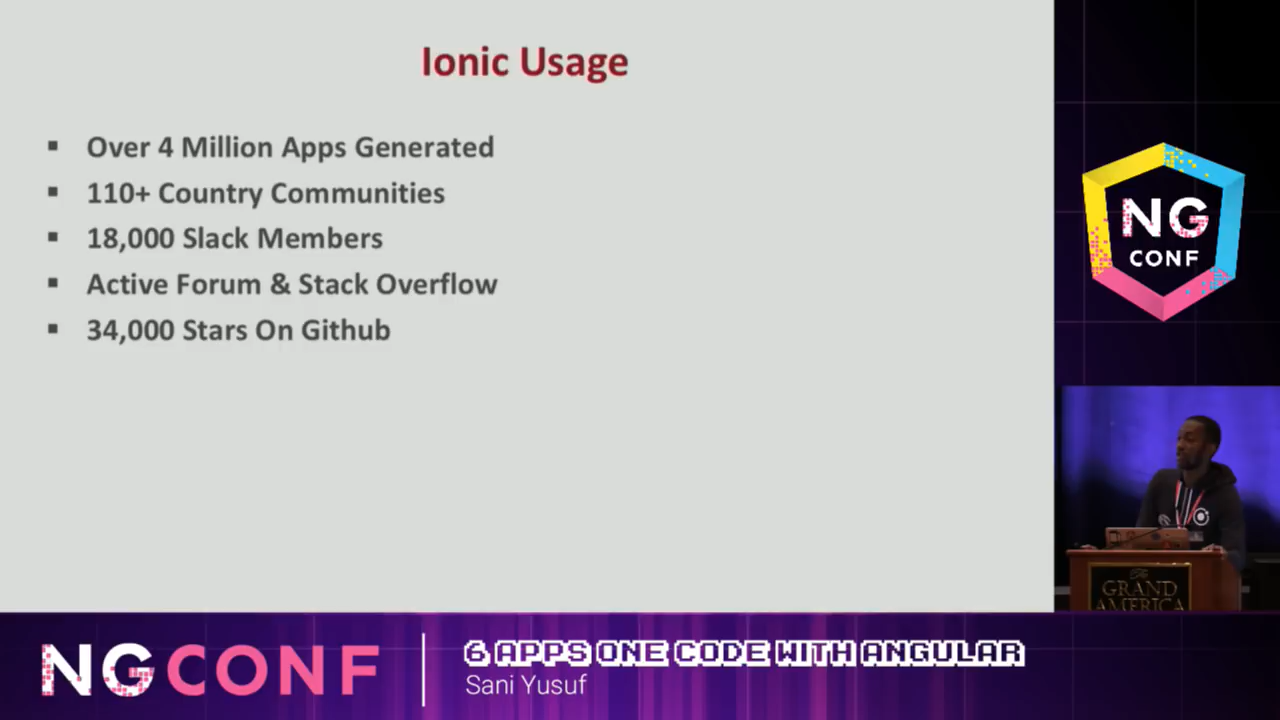 Ionic Usage
▪ Over 4 Million Apps Generated
▪ 110+ Country Communities
▪ 18,000 Slack Members
▪ Active Forum & Stack Overflow
▪ 34,000 Stars On Github
NG
CONF
The
GRAND
AMERICA
NGCONF
6 APPS ONE CODE WITH ANGULAR
Sani Yusuf